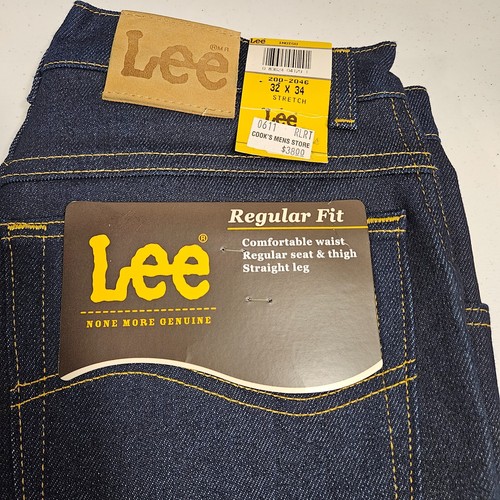 Lee
®M.R
Lee
200-2046
32 X 34
STRETCH
Lee
0611 RLRT
COOK'S MENS STORE
$3800
Regular Fit
Comfortable waist
Regular seat & thigh
Straight leg
Lee®
NONE MORE GENUINE